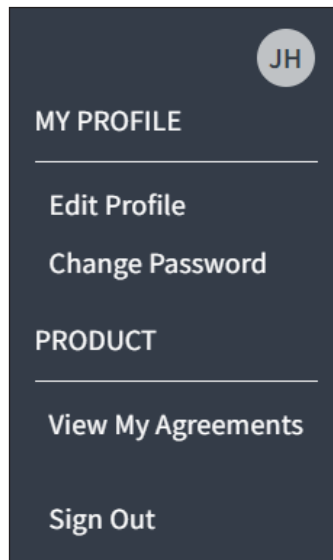 JH
MY PROFILE
Edit Profile
Change Password
PRODUCT
View My Agreements
Sign Out